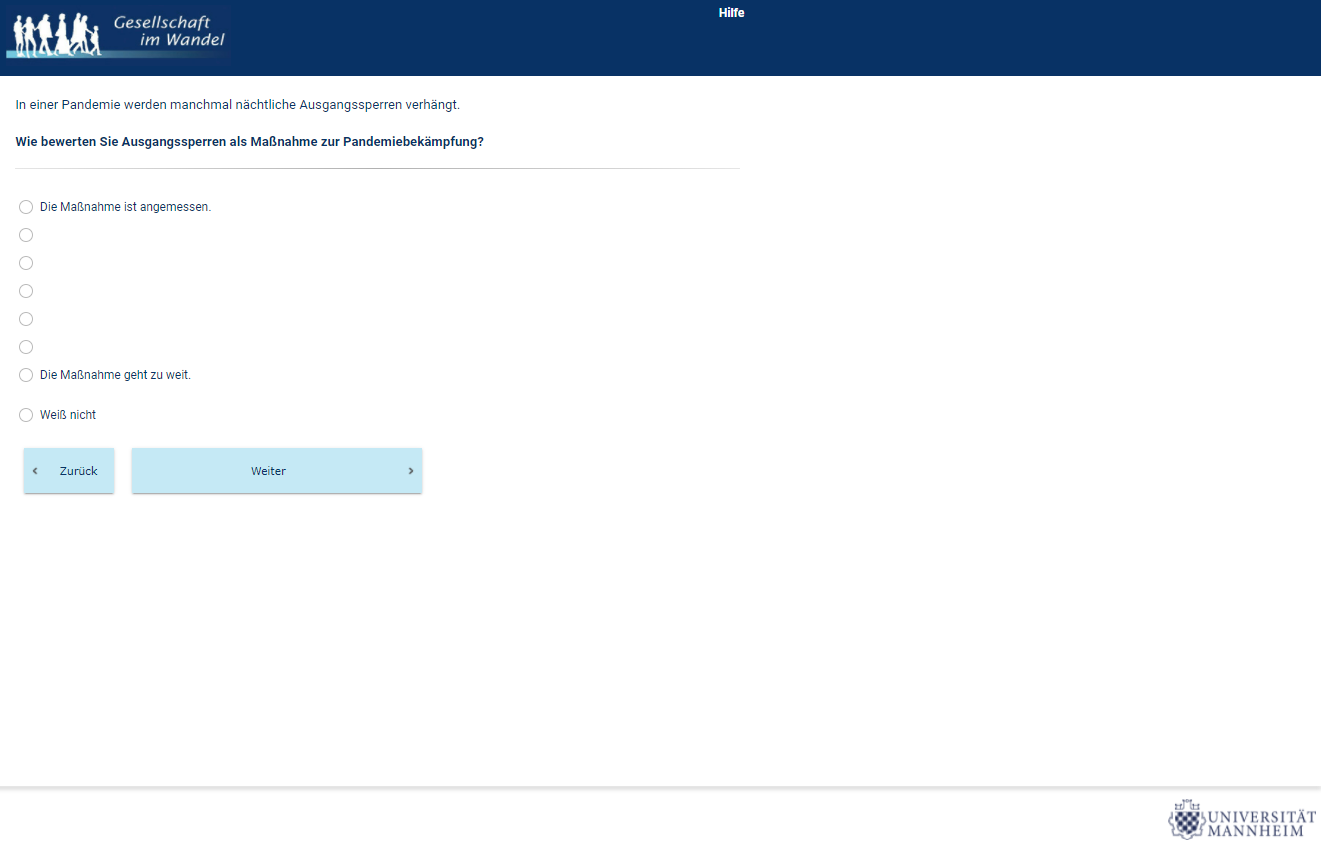 Gesellschaft
im Wandel
Hilfe
In einer Pandemie werden manchmal nächtliche Ausgangssperren verhängt.
Wie bewerten Sie Ausgangssperren als Maßnahme zur Pandemiebekämpfung?
Die Maßnahme ist angemessen.
Die Maßnahme geht zu weit.
Weiß nicht
Zurück
Weiter
UNIVERSITÄT
MANNHEIM